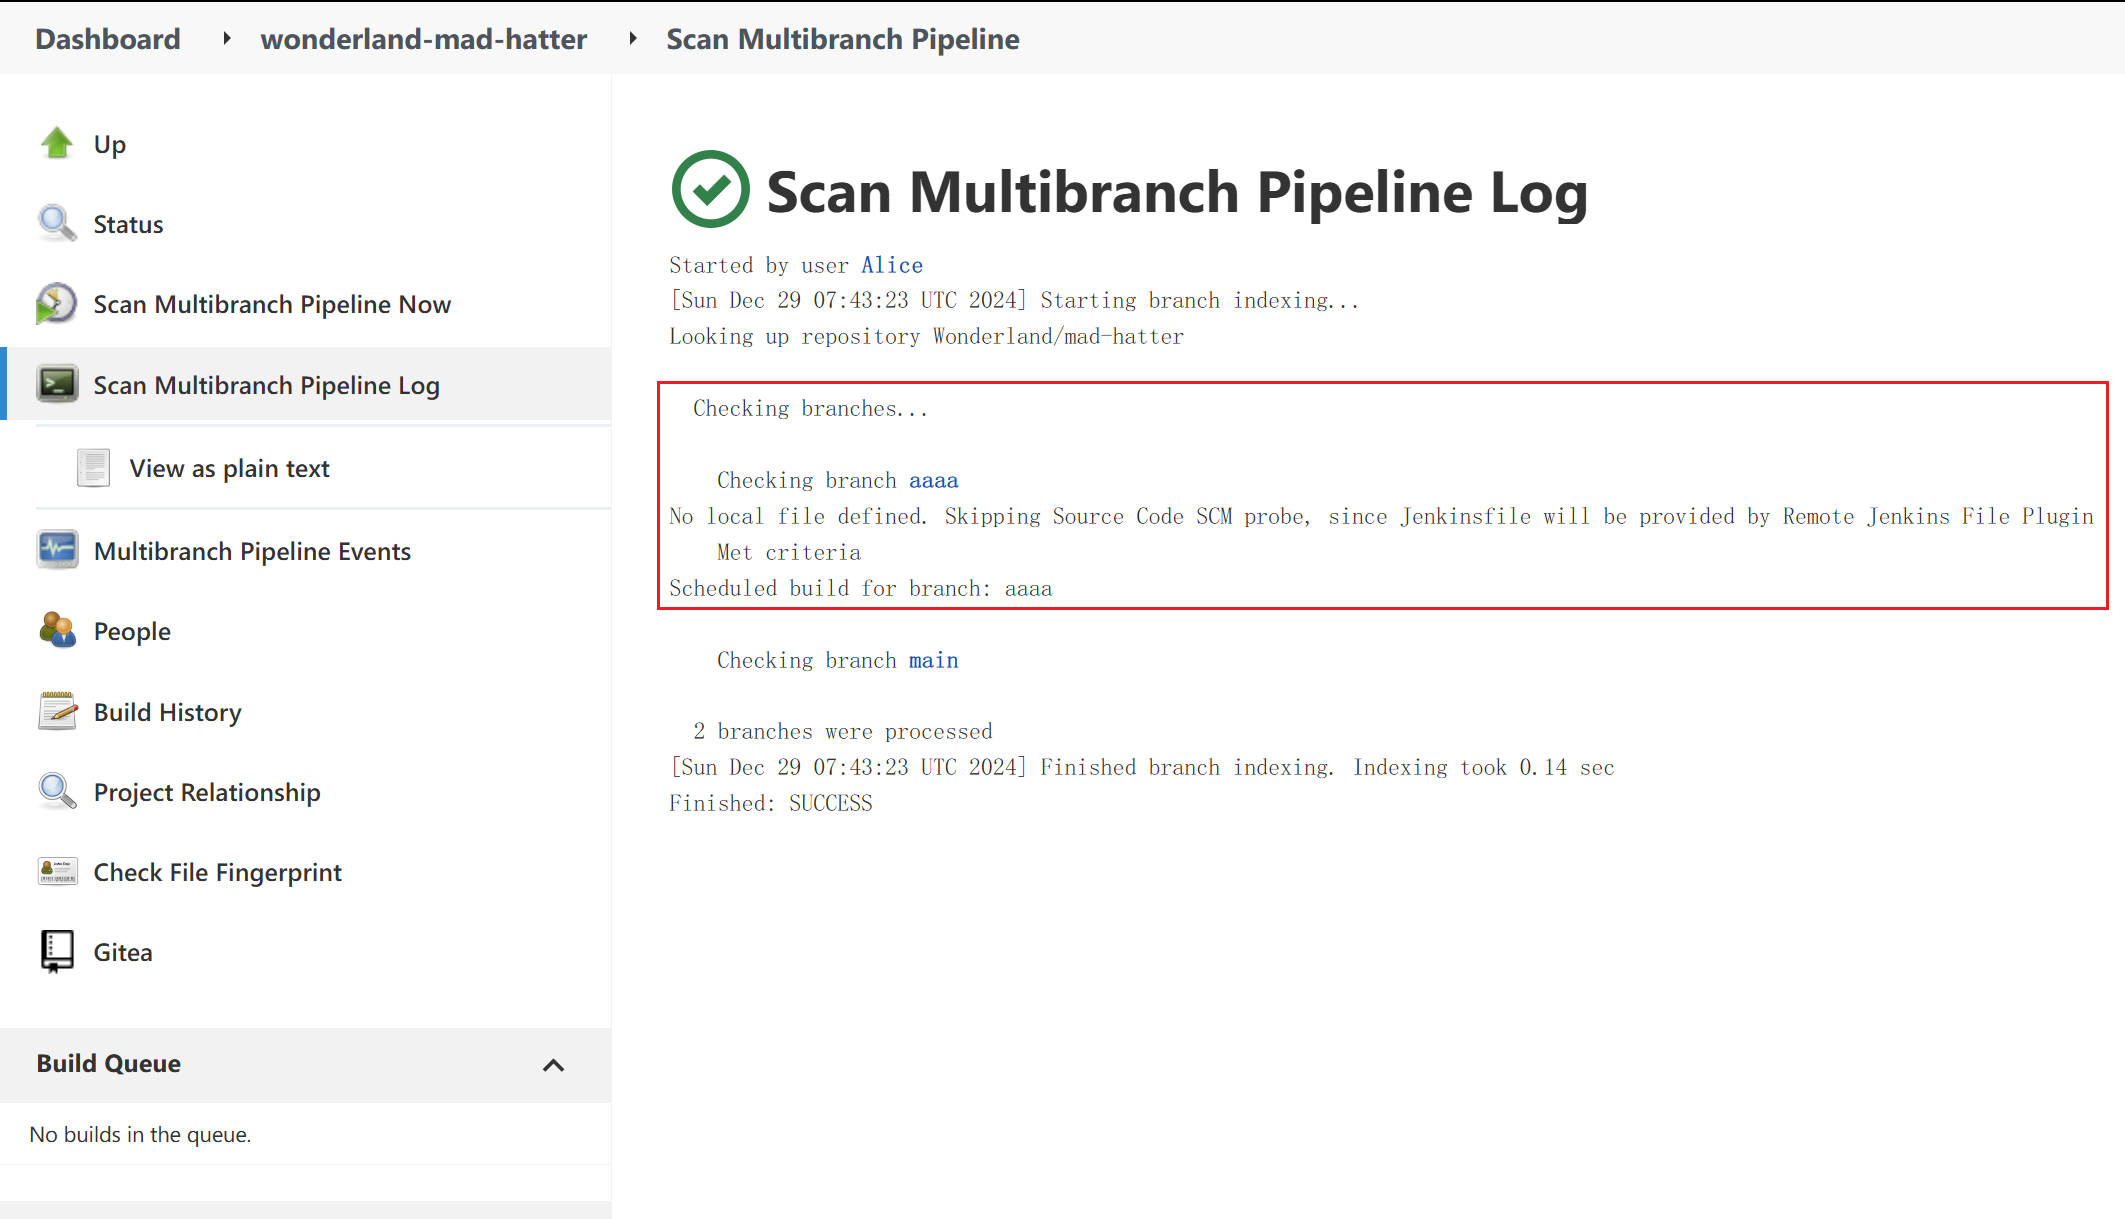 Dashboard
wonderland-mad-hatter
Scan Multibranch Pipeline
Up
Status
Scan Multibranch Pipeline Now
Scan Multibranch Pipeline Log
View as plain text
Multibranch Pipeline Events
People
Build History
Project Relationship
Check File Fingerprint
Gitea
Build Queue
No builds in the queue.
Scan Multibranch Pipeline Log
Started by user Alice
[Sun Dec 29 07:43:23 UTC 2024] Starting branch indexing...
Looking up repository Wonderland/mad-hatter
Checking branches...
Checking branch aaaa
No local file defined. Skipping Source Code SCM probe, since Jenkinsfile will be provided by Remote Jenkins File Plugin
Met criteria
Scheduled build for branch: aaaa
Checking branch main
2 branches were processed
[Sun Dec 29 07:43:23 UTC 2024] Finished branch indexing. Indexing took 0.14 sec
Finished: SUCCESS